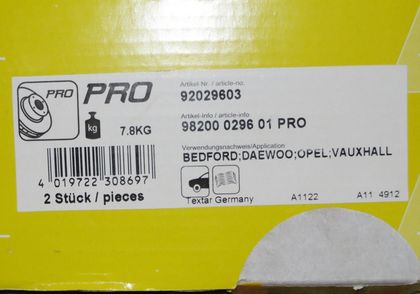 PRO PRO
kg 7.8KG
Artikel-Nr. / article-no.
92029603
Artikel-Info / article-info
98200 0296 01 PRO
Verwendungsnachweis/Application
BEDFORD;DAEWOO;OPEL;VAUXHALL
4 019722 308697
2 Stück / pieces
Textar Germany
A1122 A11 4912